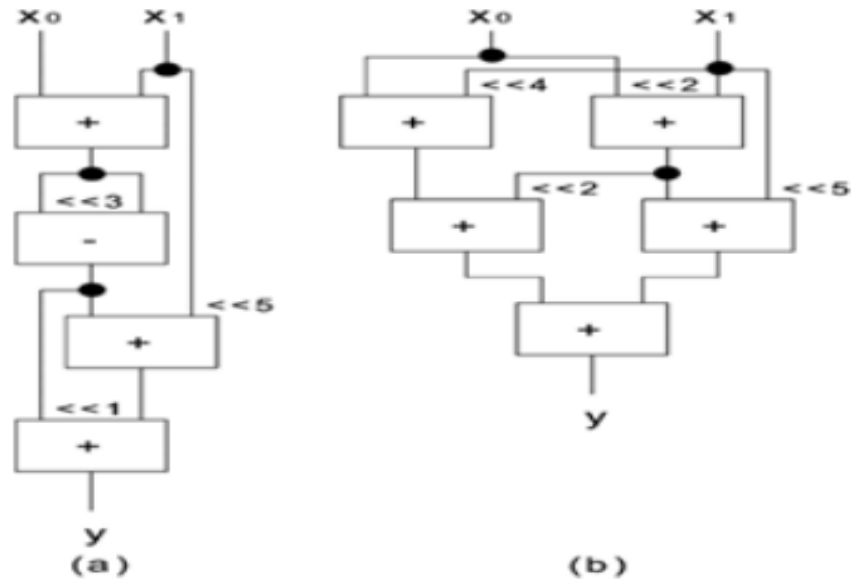 x0 x1
+
<<3
-
<<5
+
<<1
+
y
(a)
x0 x1
<<4 <<2
+ +
<<2 <<5
+ +
+
y
(b)